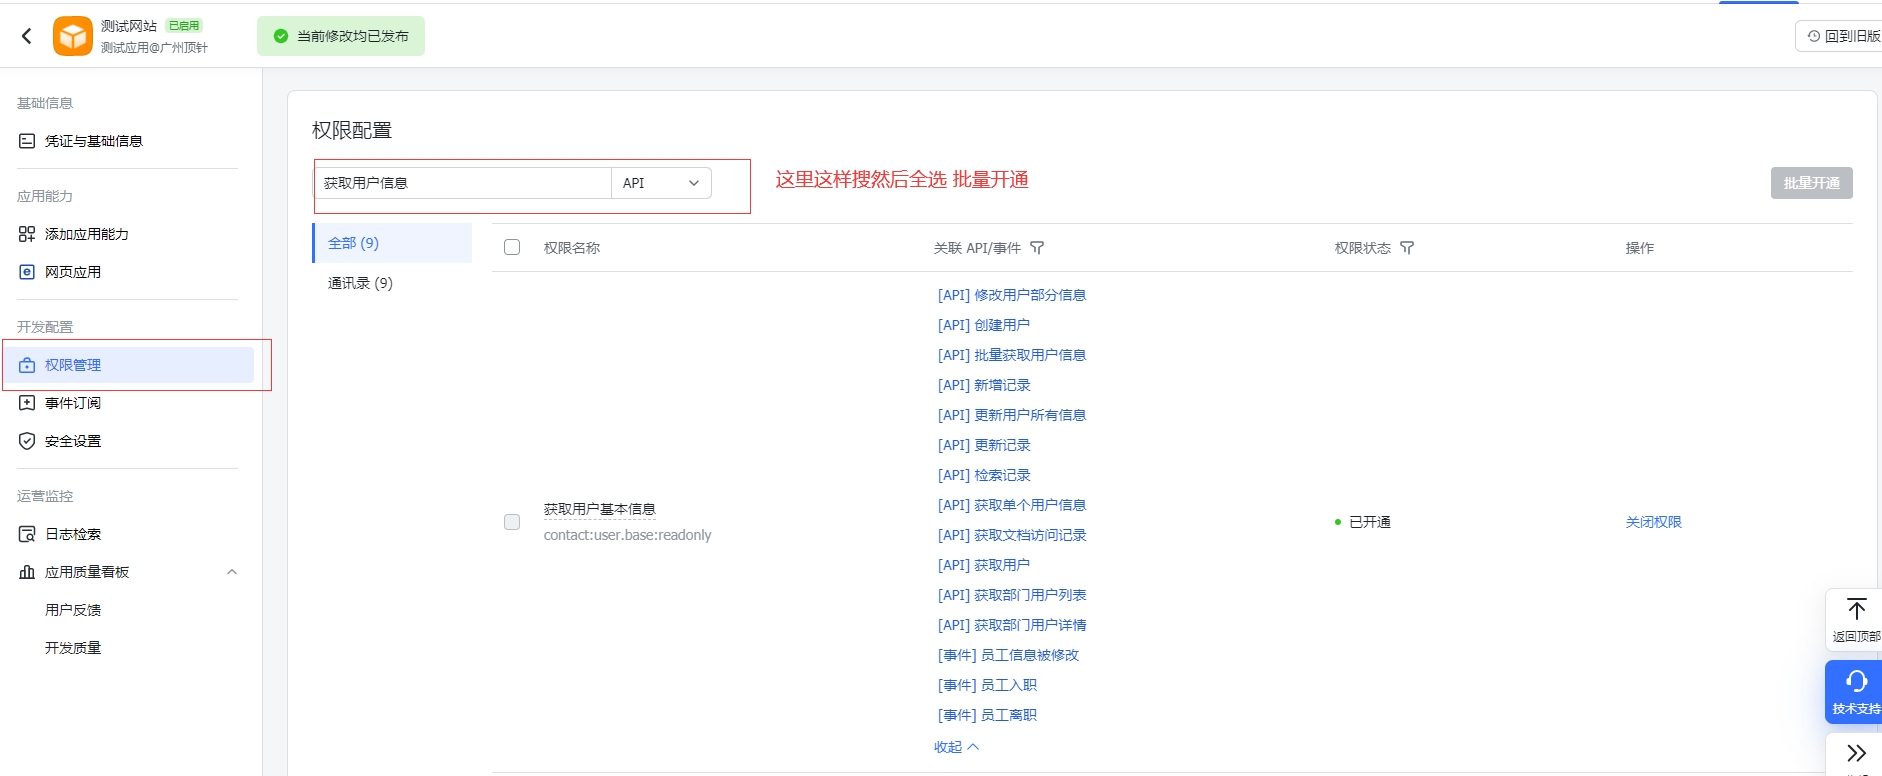 测试网站 已启用
测试应用@广州顶针
当前修改均已发布
回到旧版
基础信息
凭证与基础信息
应用能力
添加应用能力
网页应用
开发配置
权限管理
事件订阅
安全设置
运营监控
日志检索
应用质量看板
用户反馈
开发质量
权限配置
获取用户信息 API
这里这样搜然后全选 批量开通
批量开通
全部 (9)
通讯录 (9)
权限名称 关联 API/事件 权限状态 操作
[API] 修改用户部分信息
[API] 创建用户
[API] 批量获取用户信息
[API] 新增记录
[API] 更新用户所有信息
[API] 更新记录
[API] 检索记录
[API] 获取单个用户信息
[API] 获取文档访问记录
[API] 获取用户
[API] 获取部门用户列表
[API] 获取部门用户详情
[事件] 员工信息被修改
[事件] 员工入职
[事件] 员工离职
收起
获取用户基本信息
contact:user.base:readonly
已开通
关闭权限
返回顶部
技术支持